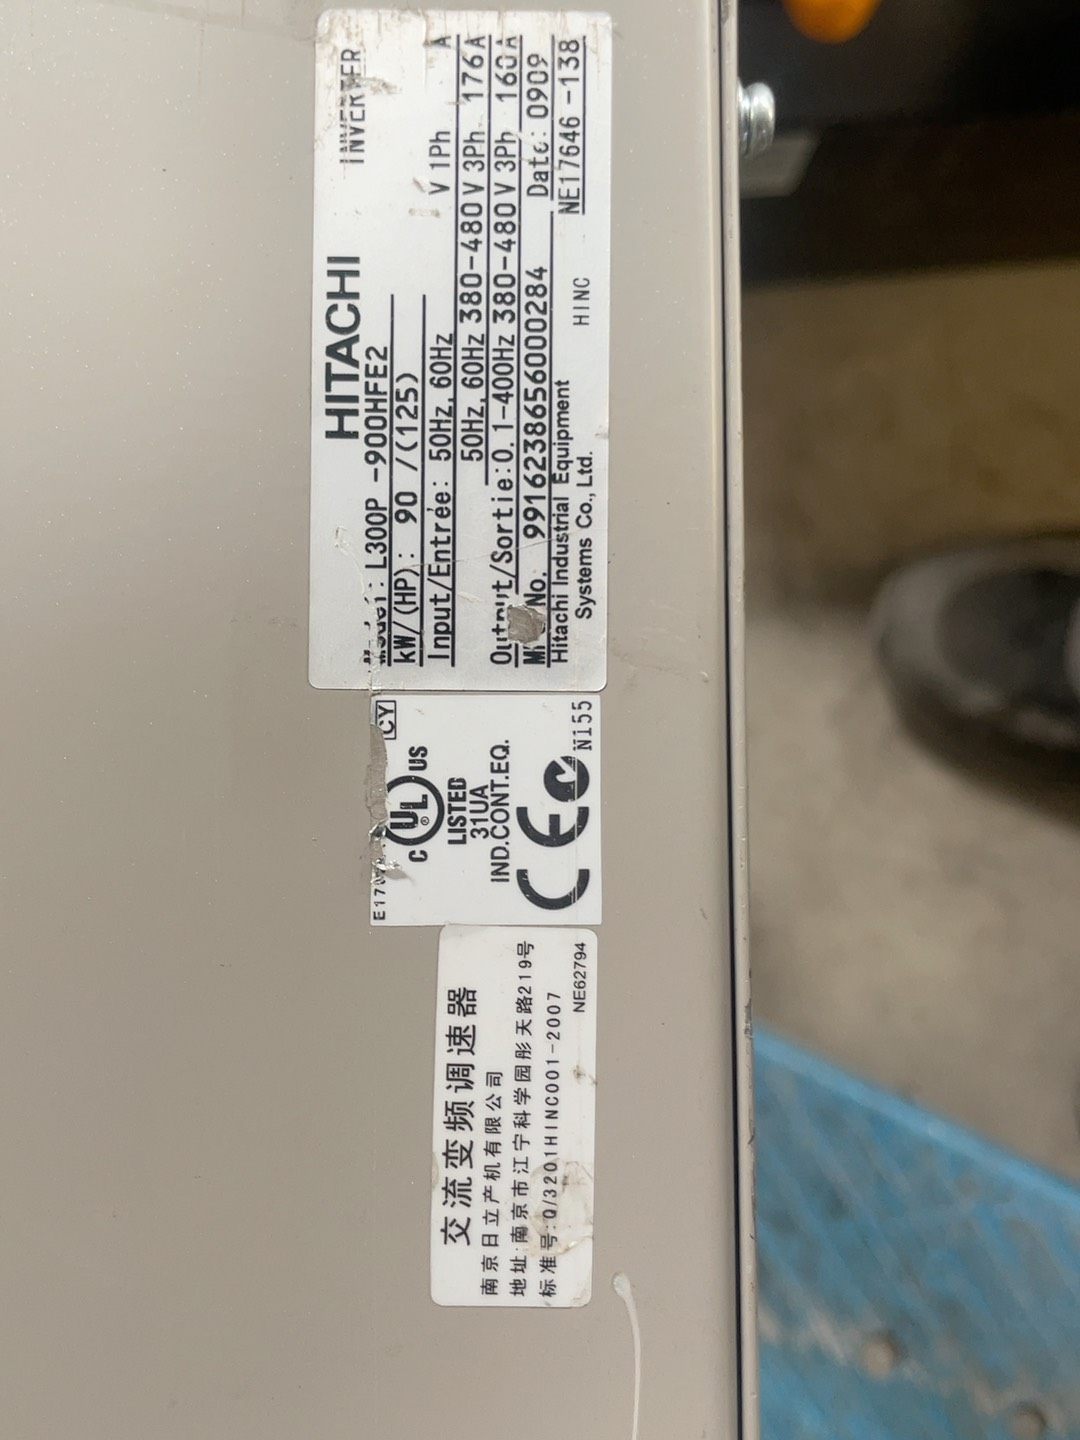 HITACHI INVERTER
Model: L300P -900HFE2
kW/(HP): 90 /(125)
Input/Entrée: 50Hz, 60Hz V 1Ph A
50Hz, 60Hz 380-480 V 3Ph 176A
Output/Sortie: 0.1-400Hz 380-480 V 3Ph 160A
No. 9916238656000284 Date: 0909
Hitachi Industrial Equipment
Systems Co., Ltd. HINC NE17646 -138
CY
C UL ® US
LISTED
31UA
IND.CONT.EQ.
CE N155
交流变频调速器
南京日立产机有限公司
地址:南京市江宁科学园彤天路219号
标准号:Q/3201HINC001-2007 NE62794